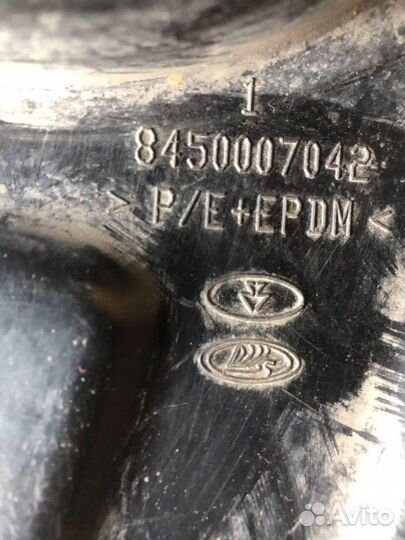 1
8450007042
> P/E+EPDM <
Avito